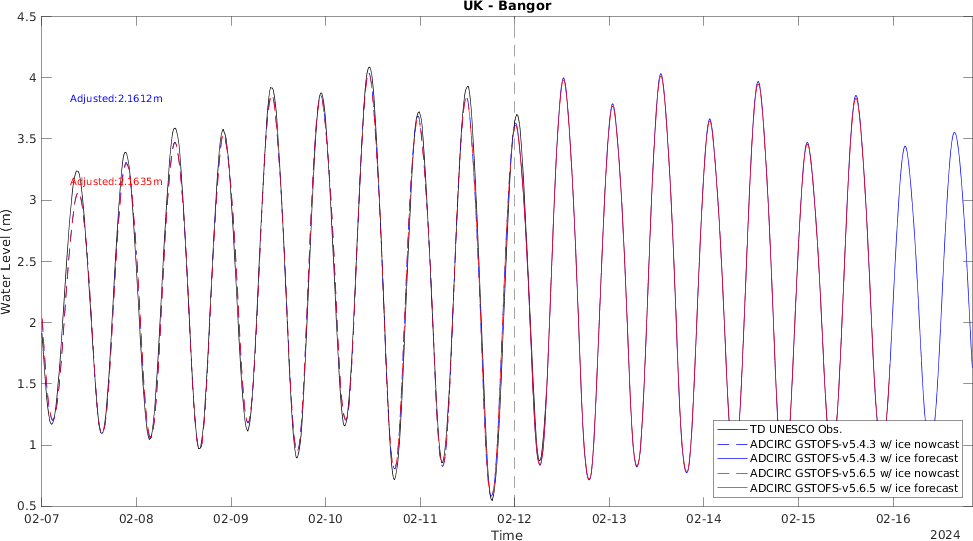 UK - Bangor
4.5
4
3.5
3
2.5
2
1.5
1
0.5
Water Level (m)
Adjusted:2.1612m
Adjusted:2.1635m
TD UNESCO Obs.
ADCIRC GSTOFS-v5.4.3 w/ ice nowcast
ADCIRC GSTOFS-v5.4.3 w/ ice forecast
ADCIRC GSTOFS-v5.6.5 w/ ice nowcast
ADCIRC GSTOFS-v5.6.5 w/ ice forecast
02-07 02-08 02-09 02-10 02-11 02-12 02-13 02-14 02-15 02-16
Time
2024